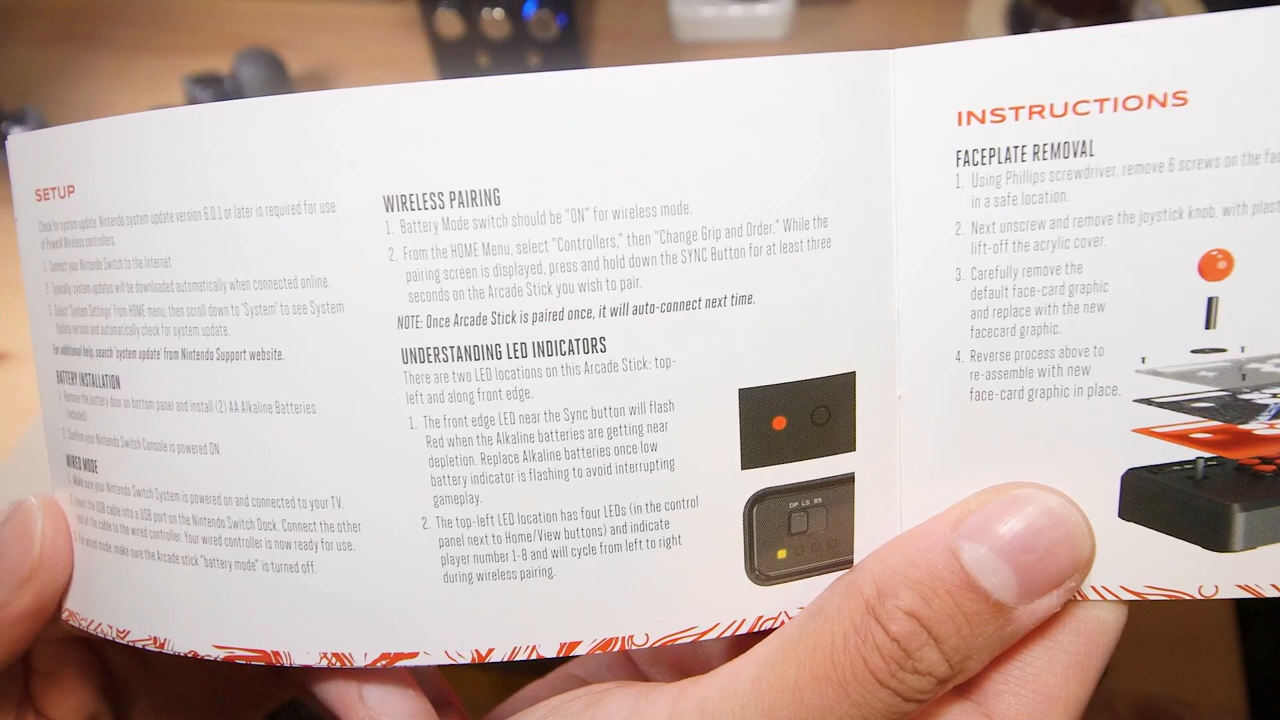 SETUP
Check for system update. Nintendo system update version 6.0.1 or later is required for use
of PowerA Wireless controllers.
1. Connect your Nintendo Switch to the Internet
2. Typically system updates will be downloaded automatically when connected online.
3. Select 'System Settings' from HOME menu, then scroll down to 'System' to see System
Update version and automatically check for system update.
For additional help, search 'system update' from Nintendo Support website.
BATTERY INSTALLATION
1. Remove the battery door on bottom panel and install (2) AA Alkaline Batteries
(included).
2. Confirm your Nintendo Switch Console is powered ON.
WIRED MODE
1. Make sure your Nintendo Switch System is powered on and connected to your TV.
2. Insert the USB cable into a USB port on the Nintendo Switch Dock. Connect the other
end of the cable to the wired controller. Your wired controller is now ready for use.
For wired mode, make sure the Arcade stick "battery mode" is turned off.
WIRELESS PAIRING
1. Battery Mode switch should be "ON" for wireless mode.
2. From the HOME Menu, select "Controllers," then "Change Grip and Order." While the
pairing screen is displayed, press and hold down the SYNC Button for at least three
seconds on the Arcade Stick you wish to pair.
NOTE: Once Arcade Stick is paired once, it will auto-connect next time.
UNDERSTANDING LED INDICATORS
There are two LED locations on this Arcade Stick: top-
left and along front edge.
1. The front edge LED near the Sync button will flash
Red when the Alkaline batteries are getting near
depletion. Replace Alkaline batteries once low
battery indicator is flashing to avoid interrupting
gameplay.
2. The top-left LED location has four LEDs (in the control
panel next to Home/View buttons) and indicate
player number 1-8 and will cycle from left to right
during wireless pairing.
DP LS RS
INSTRUCTIONS
FACEPLATE REMOVAL
1. Using Phillips screwdriver, remove 6 screws on the
in a safe location.
2. Next unscrew and remove the joystick knob, with
lift-off the acrylic cover.
3. Carefully remove the
default face-card graphic
and replace with the new
facecard graphic.
4. Reverse process above to
re-assemble with new
face-card graphic in place.